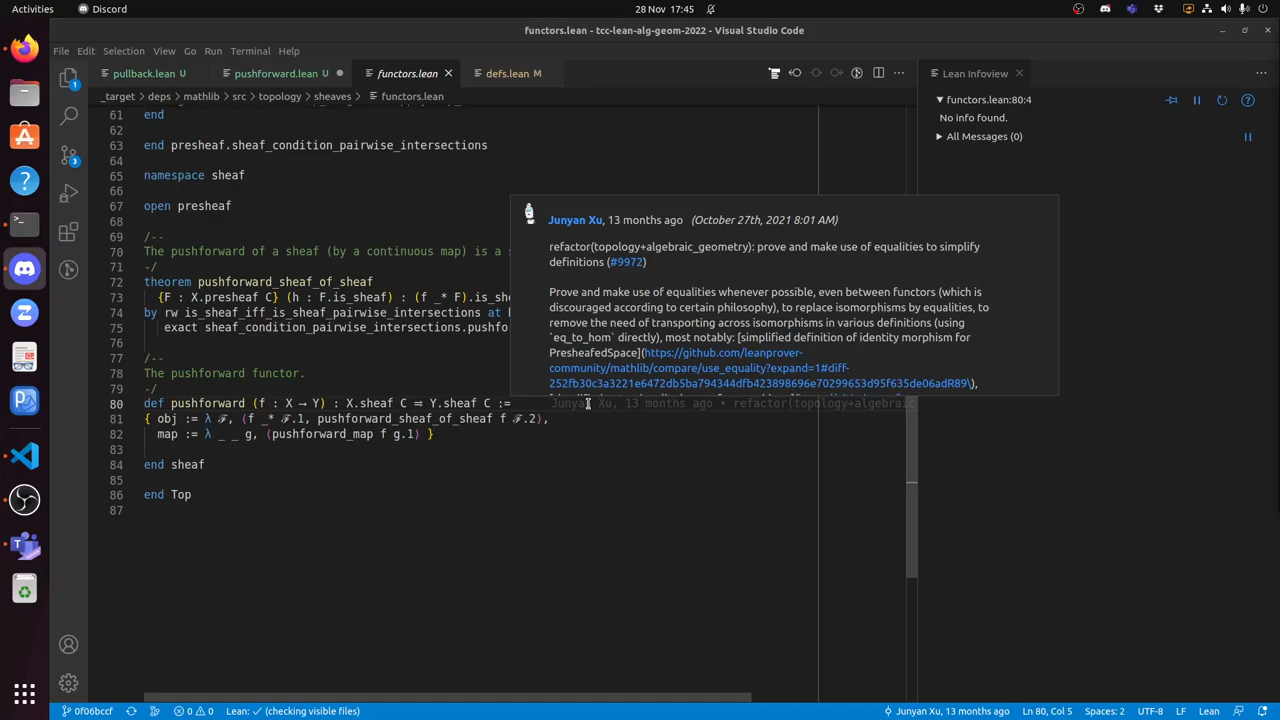 Activities
Discord
28 Nov 17:45
functors.lean - tcc-lean-alg-geom-2022 - Visual Studio Code
File Edit Selection View Go Run Terminal Help
pullback.lean U
pushforward.lean U
functors.lean
defs.lean M
Lean Infoview
_target > deps > mathlib > src > topology > sheaves > functors.lean
functors.lean:80:4
No info found.
All Messages (0)
61 end
62
63 end presheaf.sheaf_condition_pairwise_intersections
64
65 namespace sheaf
66
67 open presheaf
68
69 /--
70 The pushforward of a sheaf (by a continuous map) is a s
71 -/
72 theorem pushforward_sheaf_of_sheaf
73 {F : X.presheaf C} (h : F.is_sheaf) : (f _* F).is_she
74 by rw is_sheaf_iff_is_sheaf_pairwise_intersections at h
75 exact sheaf_condition_pairwise_intersections.pushfo
76
77 /--
78 The pushforward functor.
79 -/
80 def pushforward (f : X ⟶ Y) : X.sheaf C ⥤ Y.sheaf C :=
Junyan Xu, 13 months ago • refactor(topology+algebraic
81 { obj := λ ℱ, ⟨f _* ℱ.1, pushforward_sheaf_of_sheaf f ℱ.2⟩,
82 map := λ _ _ g, ⟨pushforward_map f g.1⟩ }
83
84 end sheaf
85
86 end Top
87
Junyan Xu, 13 months ago (October 27th, 2021 8:01 AM)
refactor(topology+algebraic_geometry): prove and make use of equalities to simplify
definitions (#9972)
Prove and make use of equalities whenever possible, even between functors (which is
discouraged according to certain philosophy), to replace isomorphisms by equalities, to
remove the need of transporting across isomorphisms in various definitions (using
`eq_to_hom` directly), most notably: [simplified definition of identity morphism for
PresheafedSpace](https://github.com/leanprover-
community/mathlib/compare/use_equality?expand=1#diff-
252fb30c3a3221e6472db5ba794344dfb423898696e70299653d95f635de06adR89\),
1
3
0f06bccf
0 0
Lean: ✓ (checking visible files)
Junyan Xu, 13 months ago
Ln 80, Col 5
Spaces: 2
UTF-8
LF
Lean